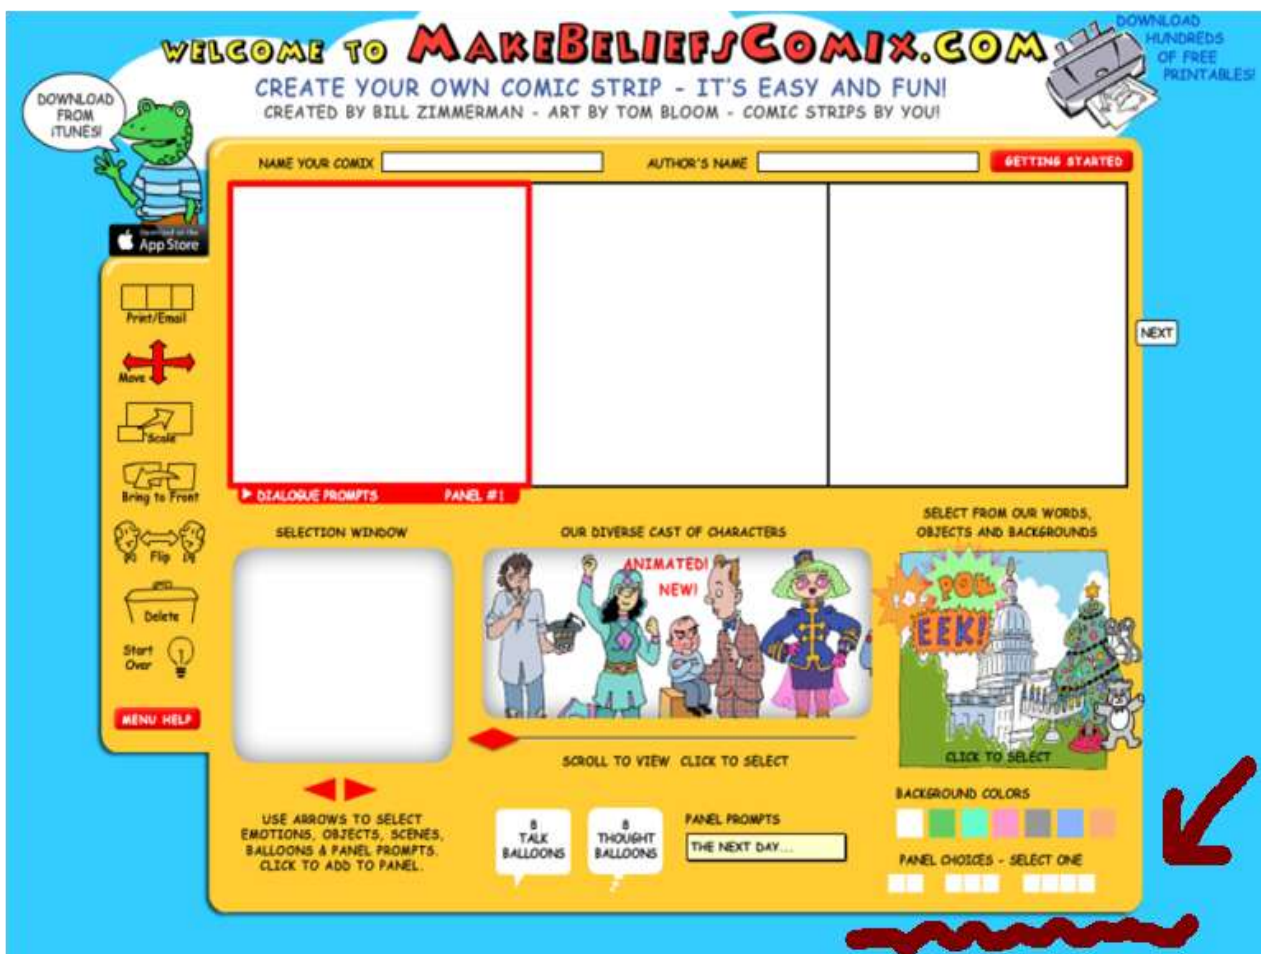 WELCOME TO MAKEBELIEFSCOMIX.COM
CREATE YOUR OWN COMIC STRIP - IT'S EASY AND FUN!
CREATED BY BILL ZIMMERMAN - ART BY TOM BLOOM - COMIC STRIPS BY YOU!
DOWNLOAD
HUNDREDS
OF FREE
PRINTABLES!
DOWNLOAD
FROM
iTUNES!
App Store
NAME YOUR COMIX
AUTHOR'S NAME
GETTING STARTED
Print/Email
Move
Scale
Bring to Front
Flip
Delete
Start
Over
MENU HELP
NEXT
DIALOGUE PROMPTS
PANEL #1
SELECTION WINDOW
OUR DIVERSE CAST OF CHARACTERS
ANIMATED!
NEW!
SELECT FROM OUR WORDS,
OBJECTS AND BACKGROUNDS
POW
EEK!
CLICK TO SELECT
SCROLL TO VIEW CLICK TO SELECT
USE ARROWS TO SELECT
EMOTIONS, OBJECTS, SCENES,
BALLOONS & PANEL PROMPTS.
CLICK TO ADD TO PANEL.
8
TALK
BALLOONS
8
THOUGHT
BALLOONS
PANEL PROMPTS
THE NEXT DAY...
BACKGROUND COLORS
PANEL CHOICES - SELECT ONE